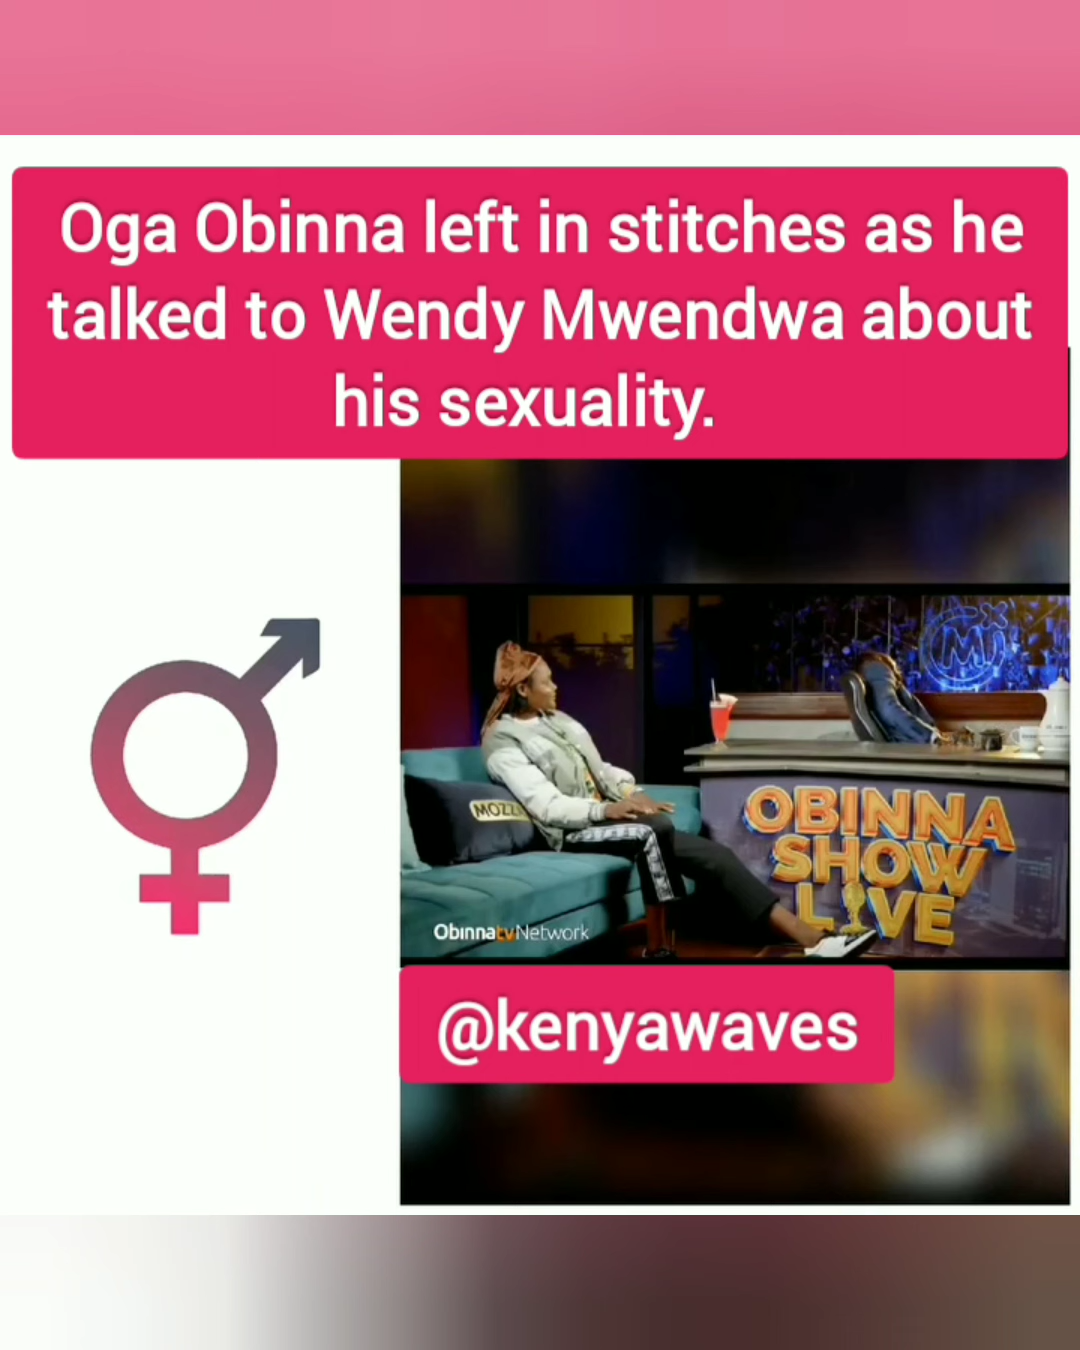 Oga Obinna left in stitches as he
talked to Wendy Mwendwa about
his sexuality.
MOZZ
OBINNA
SHOW
LIVE
ObinnatvNetwork
@kenyawaves